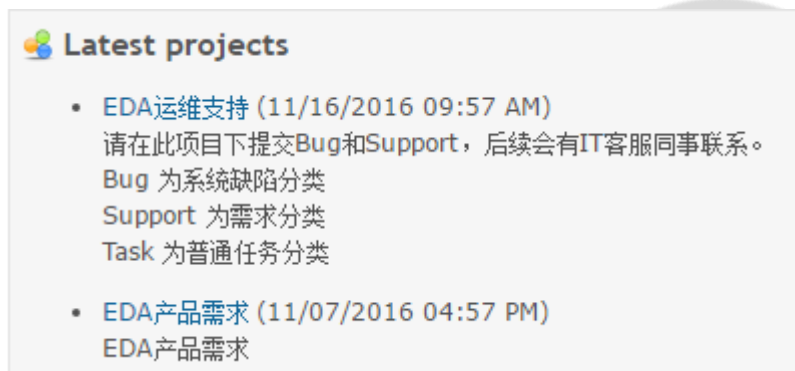 Latest projects
EDA运维支持 (11/16/2016 09:57 AM)
请在此项目下提交Bug和Support，后续会有IT客服同事联系。
Bug 为系统缺陷分类
Support 为需求分类
Task 为普通任务分类
EDA产品需求 (11/07/2016 04:57 PM)
EDA产品需求